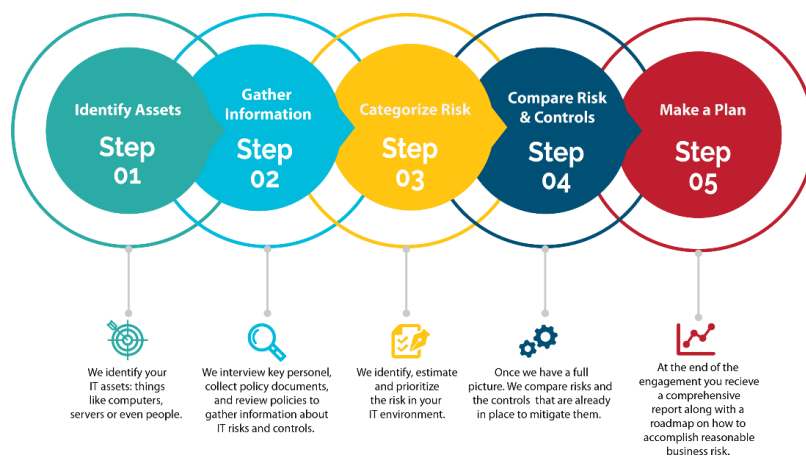 Identify Assets
Step
01
Gather
Information
Step
02
Categorize Risk
Step
03
Compare Risk
& Controls
Step
04
Make a Plan
Step
05
We identify your
IT assets: things
like computers,
servers or even people.
We interview key personel,
collect policy documents,
and review policies to
gather information about
IT risks and controls.
We identify, estimate
and prioritize
the risk in your
IT environment.
Once we have a full
picture. We compare risks and
the controls that are already
in place to mitigate them.
At the end of the
engagement you recieve
a comprehensive
report along with a
roadmap on how to
accomplish reasonable
business risk.